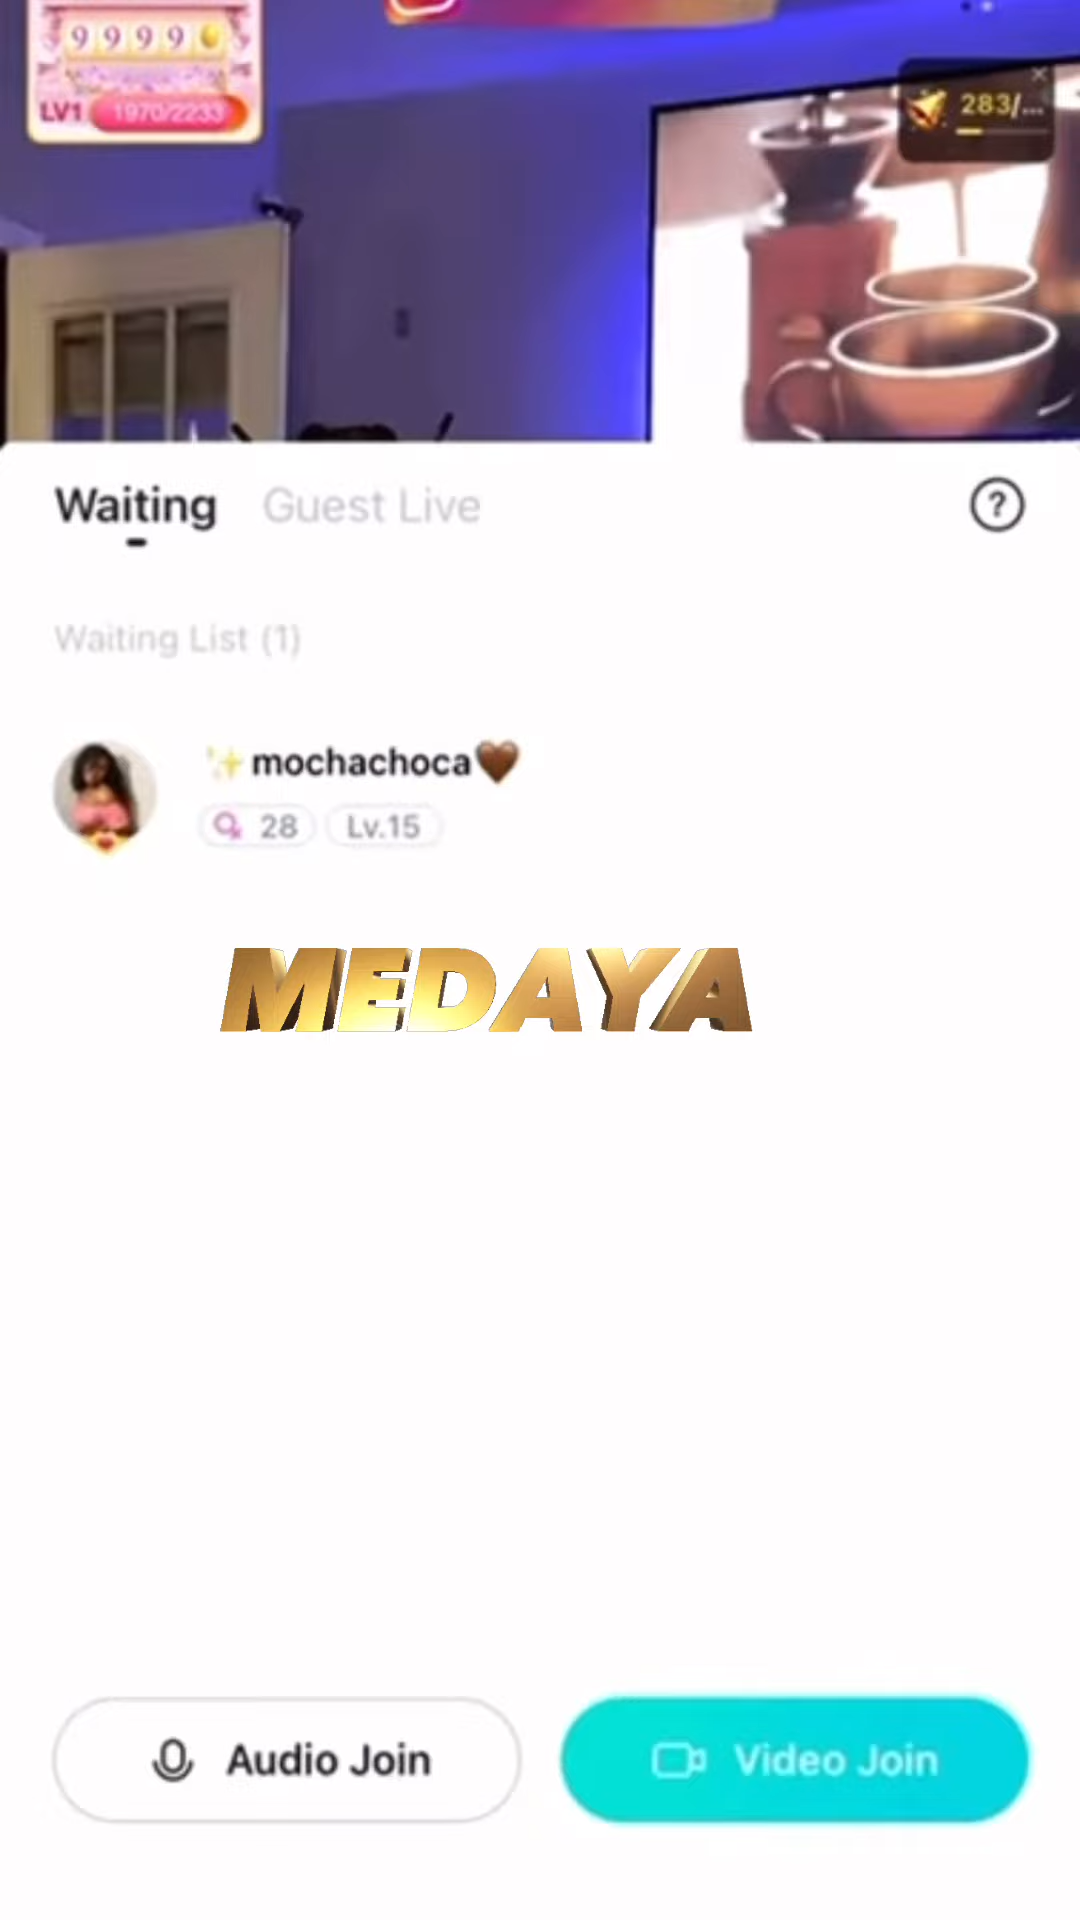 9999
LV1 1970/2233
283/...
Waiting Guest Live
?
Waiting List (1)
✨mochachoca🤎
28 Lv.15
MEDAYA
Audio Join Video Join